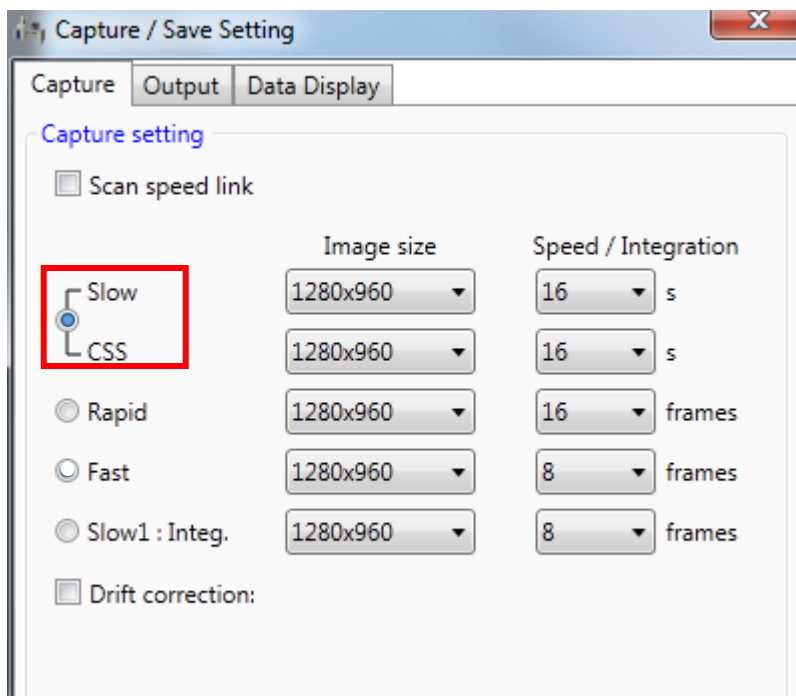 Capture / Save Setting
Capture Output Data Display
Capture setting
Scan speed link
Image size Speed / Integration
Slow 1280x960 16 s
CSS 1280x960 16 s
Rapid 1280x960 16 frames
Fast 1280x960 8 frames
Slow1 : Integ. 1280x960 8 frames
Drift correction: